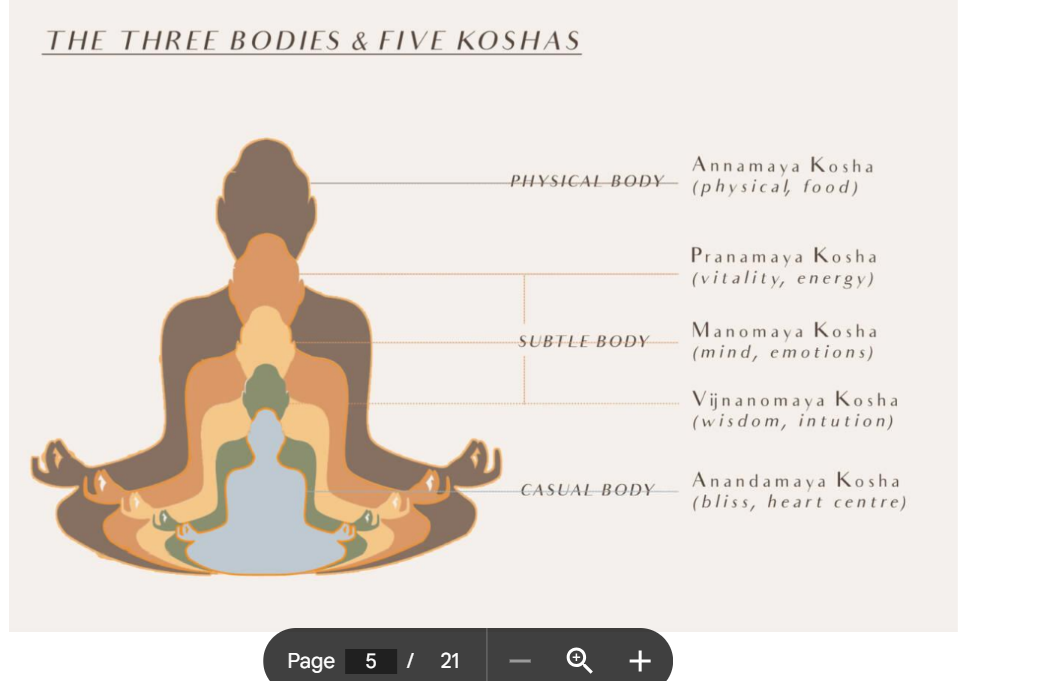 THE THREE BODIES & FIVE KOSHAS
PHYSICAL BODY
Annamaya Kosha
(physical, food)
Pranamaya Kosha
(vitality, energy)
SUBTLE BODY
Manomaya Kosha
(mind, emotions)
Vijnanomaya Kosha
(wisdom, intution)
CASUAL BODY
Anandamaya Kosha
(bliss, heart centre)
Page 5 / 21